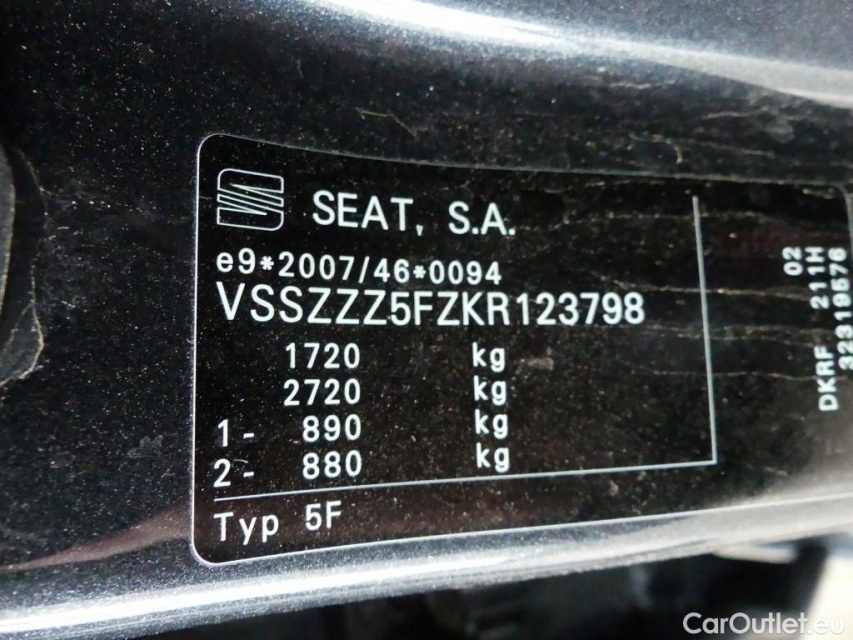 SEAT, S.A.
e9*2007/46*0094
VSSZZZ5FZKR123798
1720 kg
2720 kg
1- 890 kg
2- 880 kg
Typ 5F
02
DKRF 211H
32319576
CarOutlet.eu